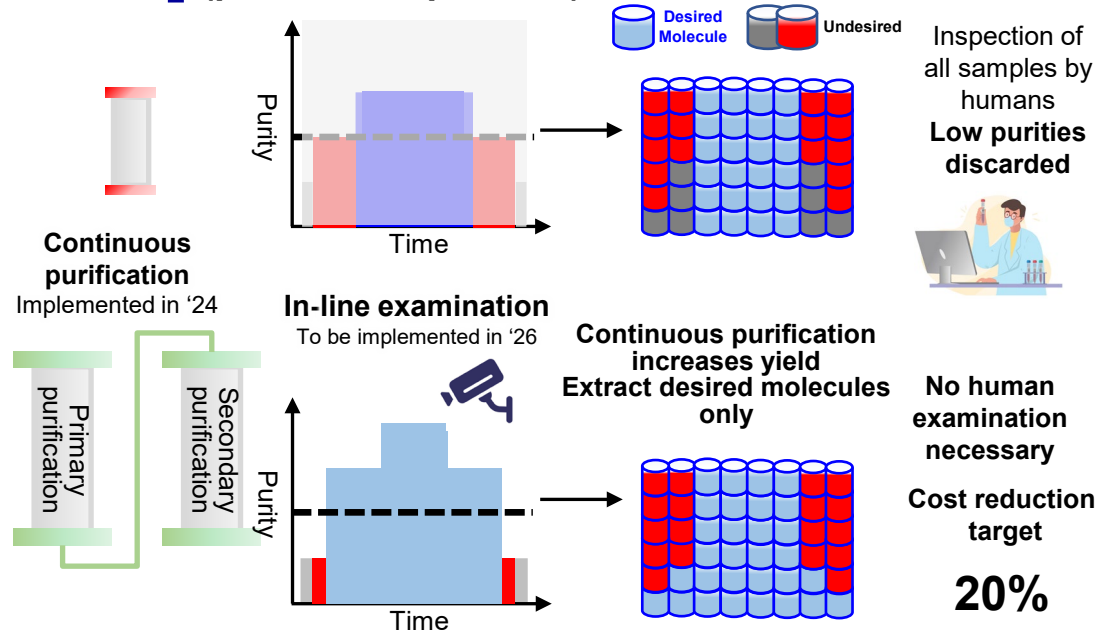 Desired
Molecule
Undesired
Inspection of
all samples by
humans
Low purities
discarded
Purity
Time
Continuous
purification
Implemented in ‘24
In-line examination
To be implemented in ‘26
Continuous purification
increases yield
Extract desired molecules
only
Primary
purification
Secondary
purification
Purity
Time
No human
examination
necessary
Cost reduction
target
20%